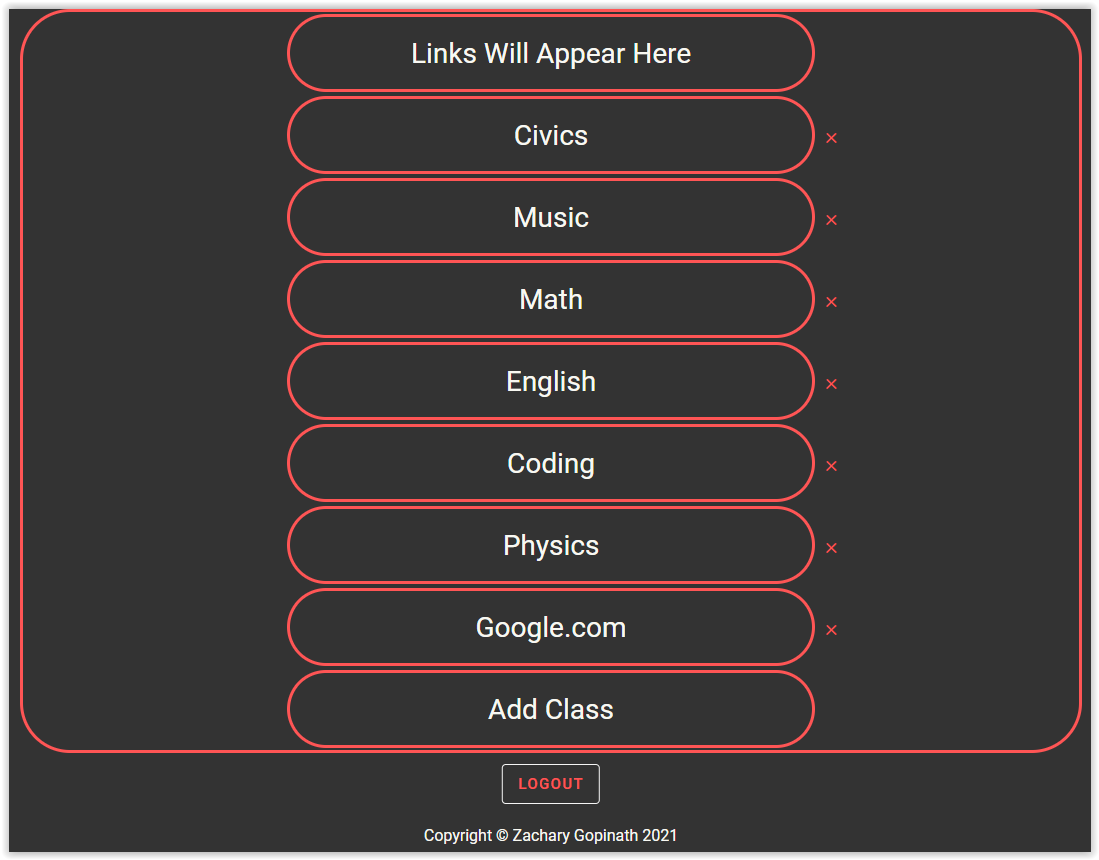 Links Will Appear Here
Civics ×
Music ×
Math ×
English ×
Coding ×
Physics ×
Google.com ×
Add Class
LOGOUT
Copyright © Zachary Gopinath 2021